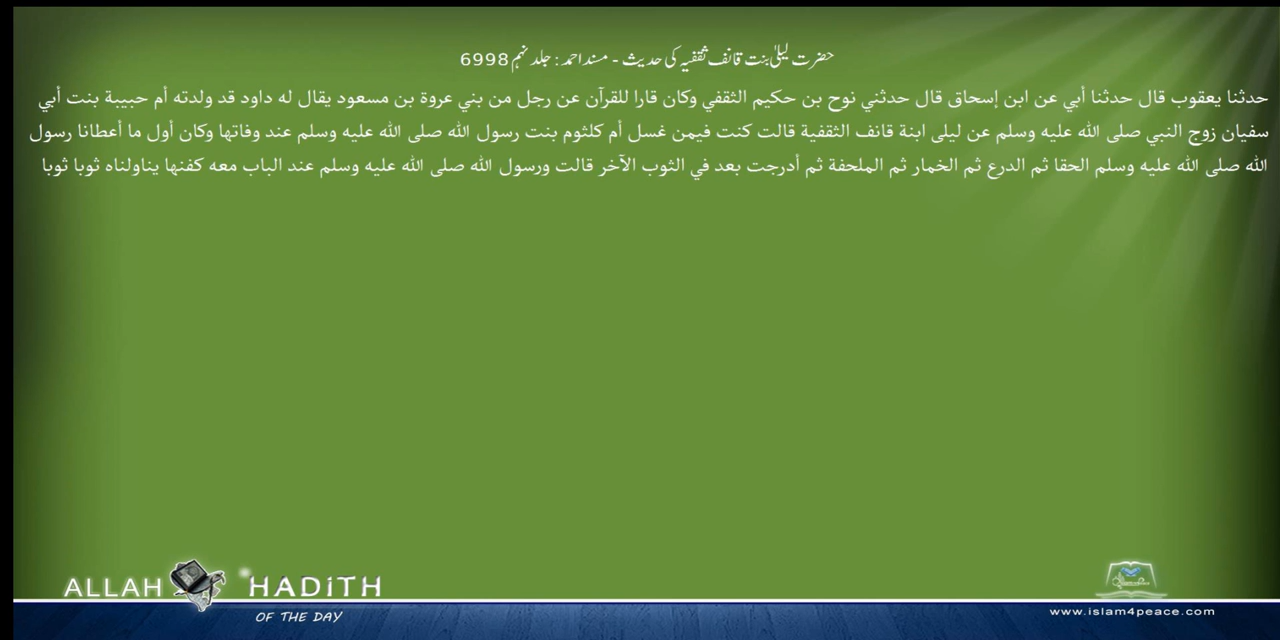 حضرت لیلیٰ بنت قانف ثقفیہ کی حدیث - مسند احمد: جلد نہم 6998
حدثنا يعقوب قال حدثنا أبي عن ابن إسحاق قال حدثني نوح بن حكيم الثقفي وكان قارا للقرآن عن رجل من بني عروة بن مسعود يقال له داود قد ولدته أم حبيبة بنت أبي
سفيان زوج النبي صلى الله عليه وسلم عن ليلى ابنة قانف الثقفية قالت كنت فيمن غسل أم كلثوم بنت رسول الله صلى الله عليه وسلم عند وفاتها وكان أول ما أعطانا رسول
الله صلى الله عليه وسلم الحقا ثم الدرع ثم الخمار ثم الملحفة ثم أدرجت بعد في الثوب الآخر قالت ورسول الله صلى الله عليه وسلم عند الباب معه كفنها يناولناه ثوبا ثوبا
ALLAH HADITH
OF THE DAY
www.islam4peace.com